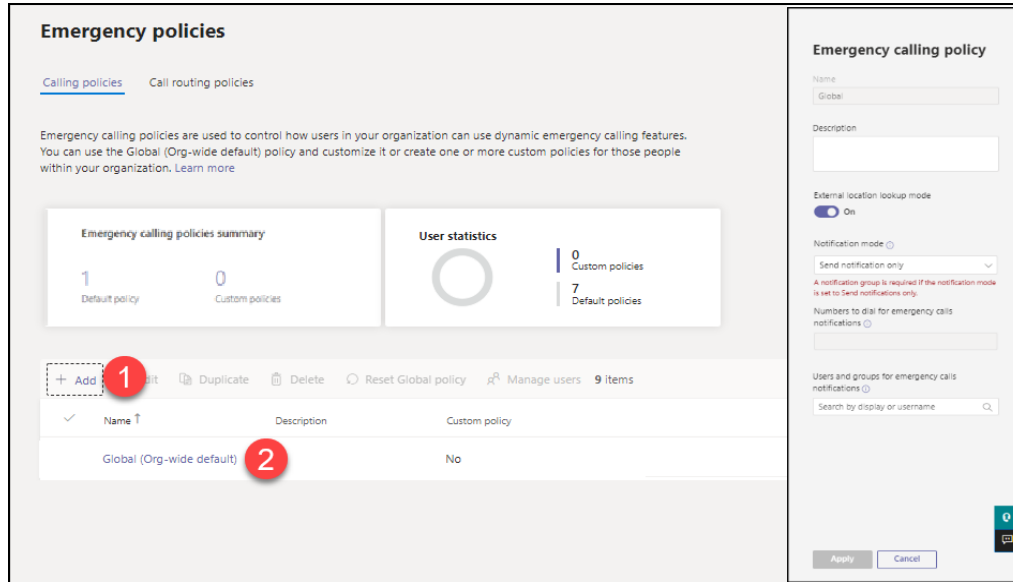 Emergency policies
Calling policies
Call routing policies
Emergency calling policies are used to control how users in your organization can use dynamic emergency calling features.
You can use the Global (Org-wide default) policy and customize it or create one or more custom policies for those people
within your organization. Learn more
Emergency calling policies summary
1
Default policy
0
Custom policies
User statistics
0
Custom policies
7
Default policies
+ Add
1
Duplicate
Delete
Reset Global policy
Manage users
9 items
Name ↑
Description
Custom policy
Global (Org-wide default)
2
No
Emergency calling policy
Name
Global
Description
External location lookup mode
On
Notification mode
Send notification only
A notification group is required if the notification mode
is set to Send notifications only.
Numbers to dial for emergency calls
notifications
Users and groups for emergency calls
notifications
Search by display or username
Apply
Cancel